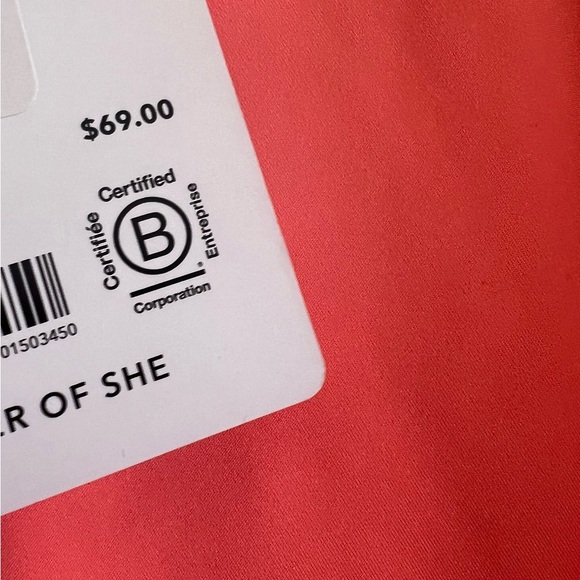 $69.00
Certified
Certifiée
B
Entreprise
Corporation
01503450
R OF SHE